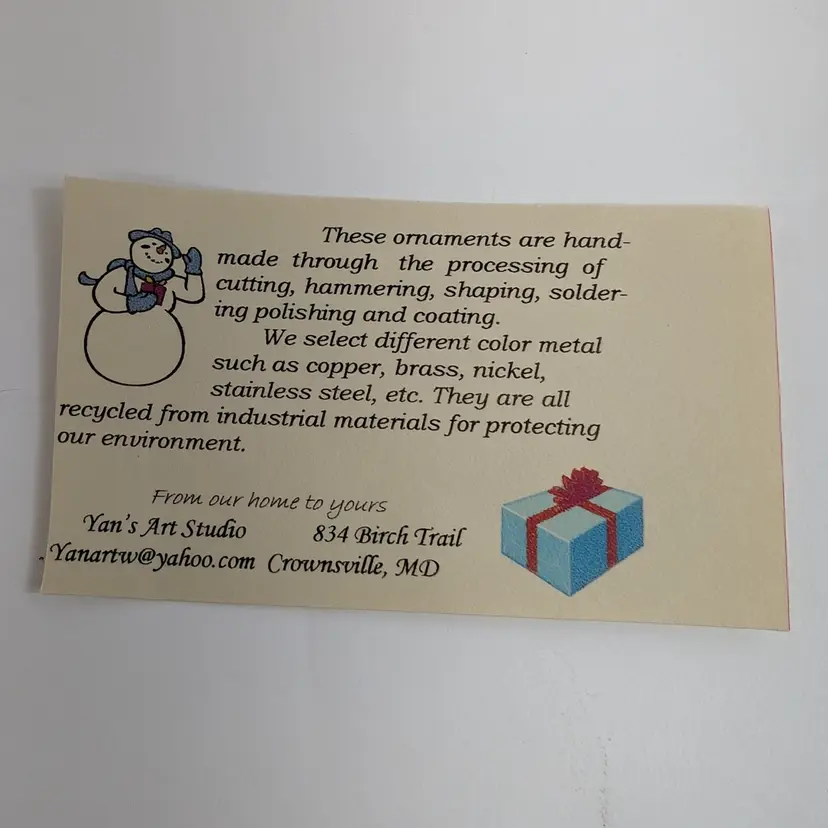 These ornaments are hand-
made through the processing of
cutting, hammering, shaping, solder-
ing polishing and coating.
We select different color metal
such as copper, brass, nickel,
stainless steel, etc. They are all
recycled from industrial materials for protecting
our environment.
From our home to yours
Yan's Art Studio 834 Birch Trail
Yanartw@yahoo.com Crownsville, MD